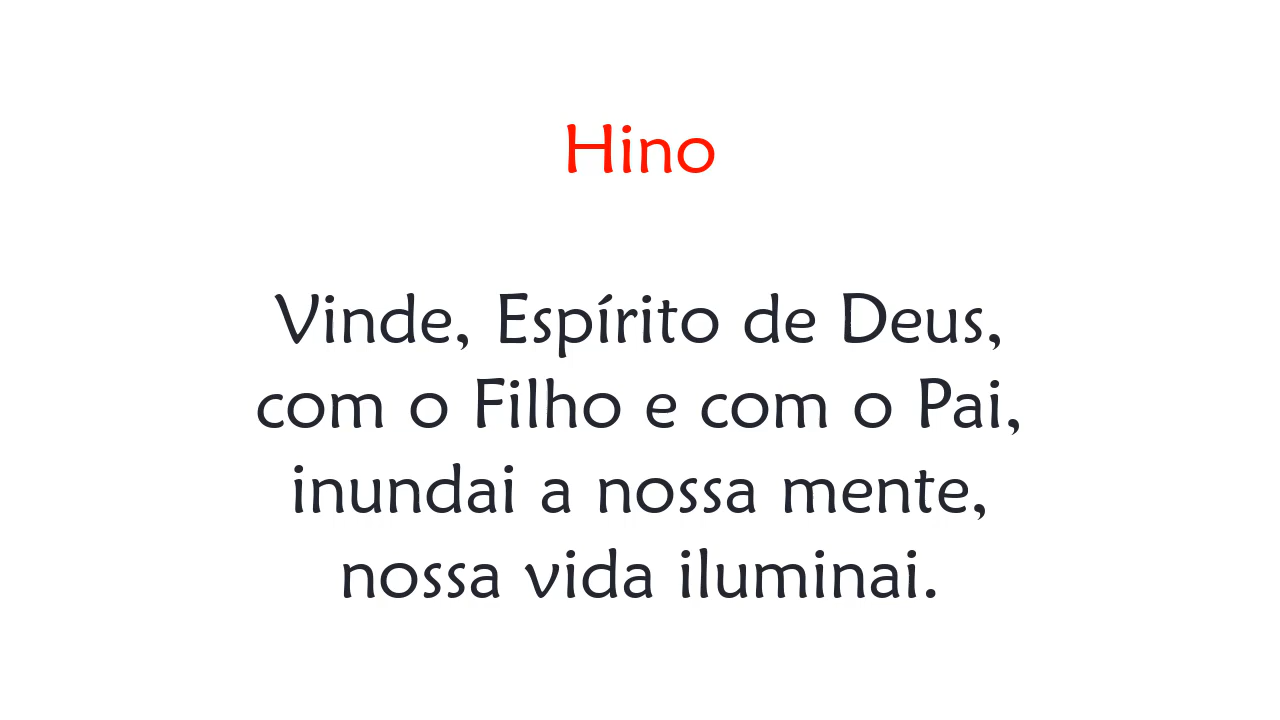 Hino
Vinde, Espírito de Deus,
com o Filho e com o Pai,
inundai a nossa mente,
nossa vida iluminai.